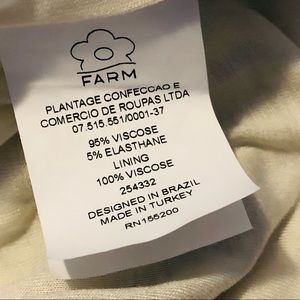 FARM
PLANTAGE CONFECCAO E
COMERCIO DE ROUPAS LTDA
07.515.551/0001-37
95% VISCOSE
5% ELASTHANE
LINING
100% VISCOSE
254332
DESIGNED IN BRAZIL
MADE IN TURKEY
RN155200